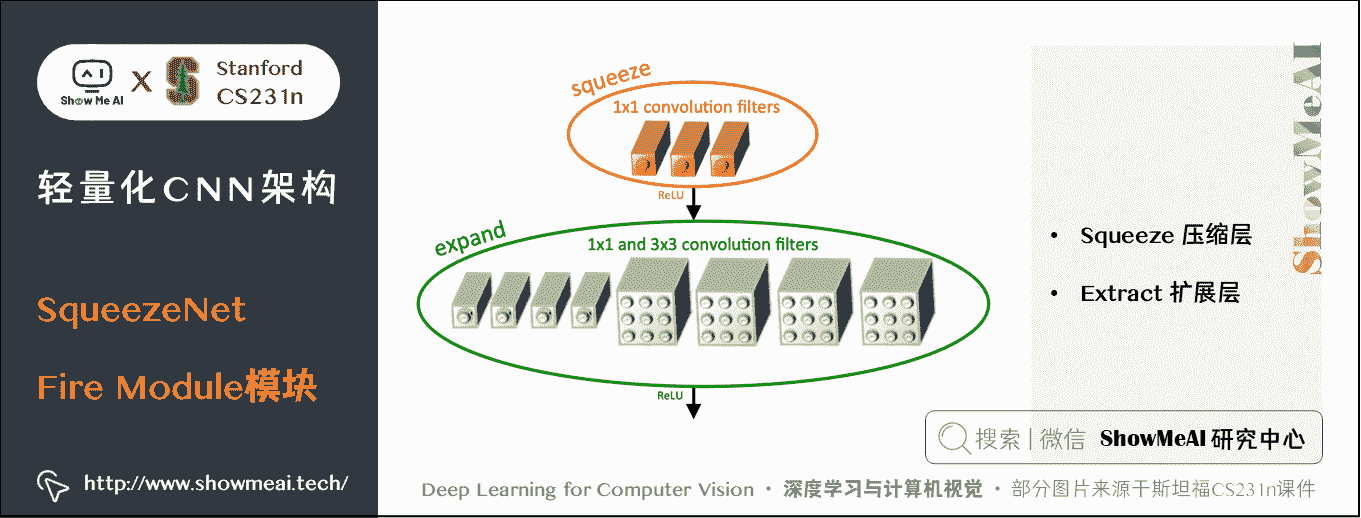 Show Me AI
X
Stanford
CS231n
轻量化CNN架构
SqueezeNet
Fire Module模块
http://www.showmeai.tech/
squeeze
1x1 convolution filters
ReLU
expand
1x1 and 3x3 convolution filters
ReLU
• Squeeze 压缩层
• Extract 扩展层
ShowMeAI
搜索 | 微信 ShowMeAI 研究中心
Deep Learning for Computer Vision · 深度学习与计算机视觉 · 部分图片来源于斯坦福CS231n课件